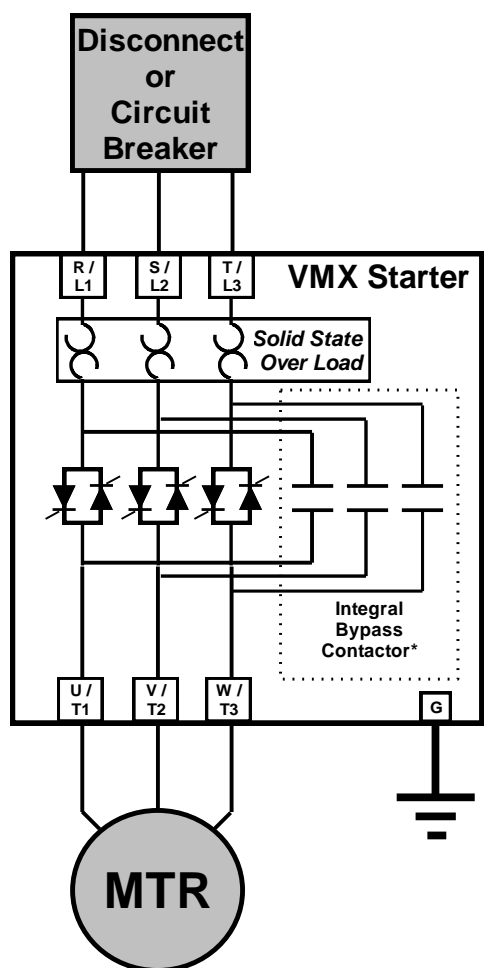 Disconnect
or
Circuit
Breaker
R /
L1
S /
L2
T /
L3
VMX Starter
Solid State
Over Load
Integral
Bypass
Contactor*
U /
T1
V /
T2
W /
T3
G
MTR